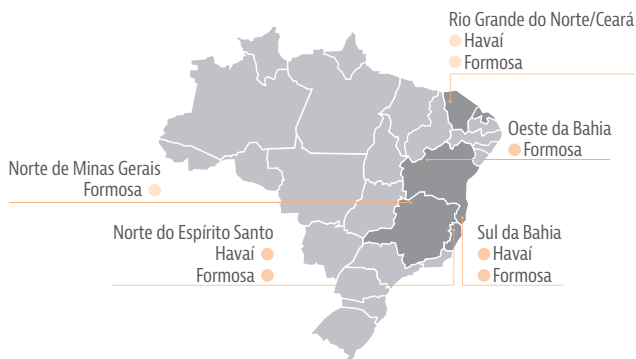 Rio Grande do Norte/Ceará
Havaí
Formosa
Oeste da Bahia
Formosa
Norte de Minas Gerais
Formosa
Norte do Espírito Santo
Havaí
Formosa
Sul da Bahia
Havaí
Formosa